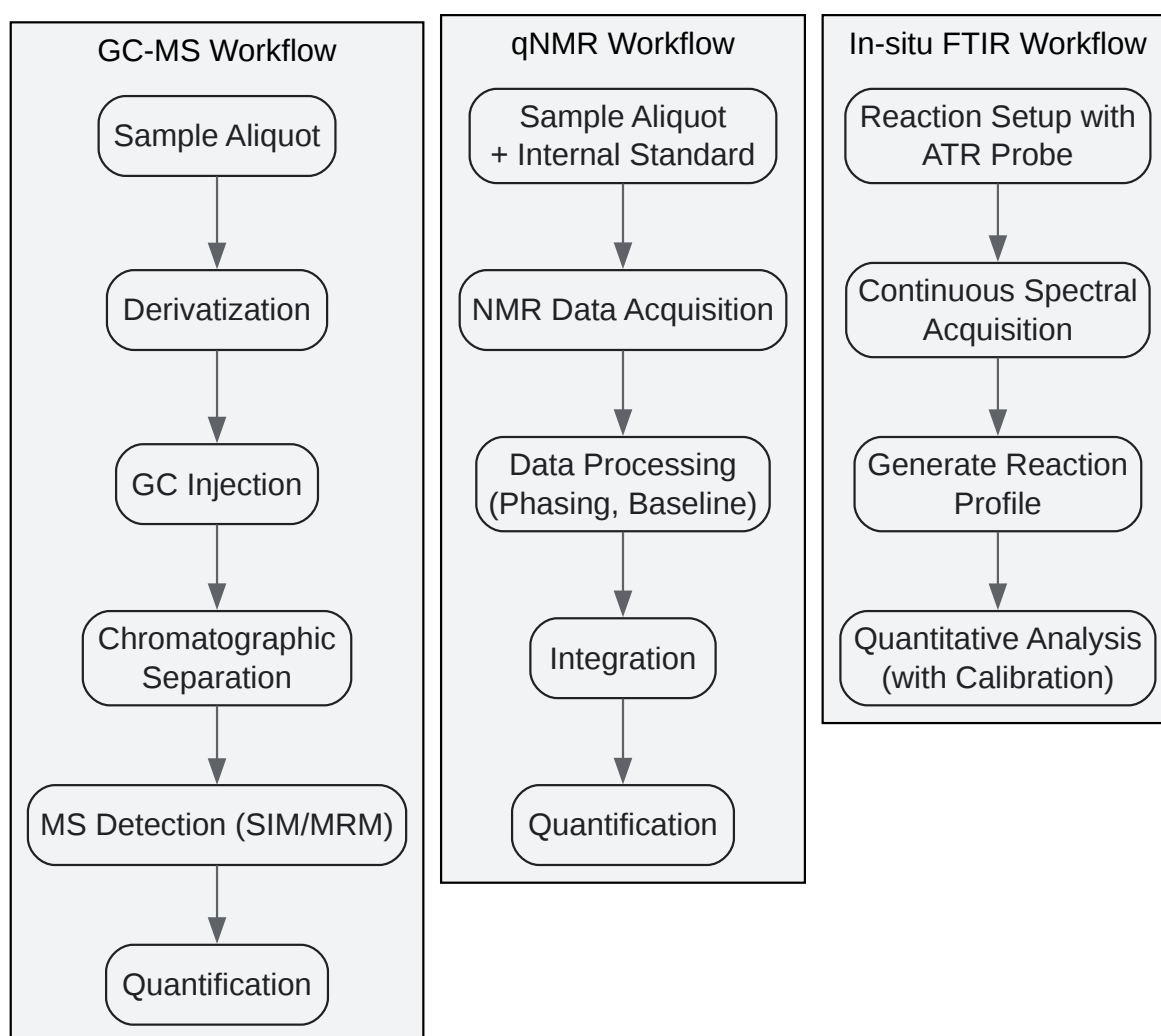 GC-MS Workflow
Sample Aliquot
Derivatization
GC Injection
Chromatographic
Separation
MS Detection (SIM/MRM)
Quantification
qNMR Workflow
Sample Aliquot
+ Internal Standard
NMR Data Acquisition
Data Processing
(Phasing, Baseline)
Integration
Quantification
In-situ FTIR Workflow
Reaction Setup with
ATR Probe
Continuous Spectral
Acquisition
Generate Reaction
Profile
Quantitative Analysis
(with Calibration)